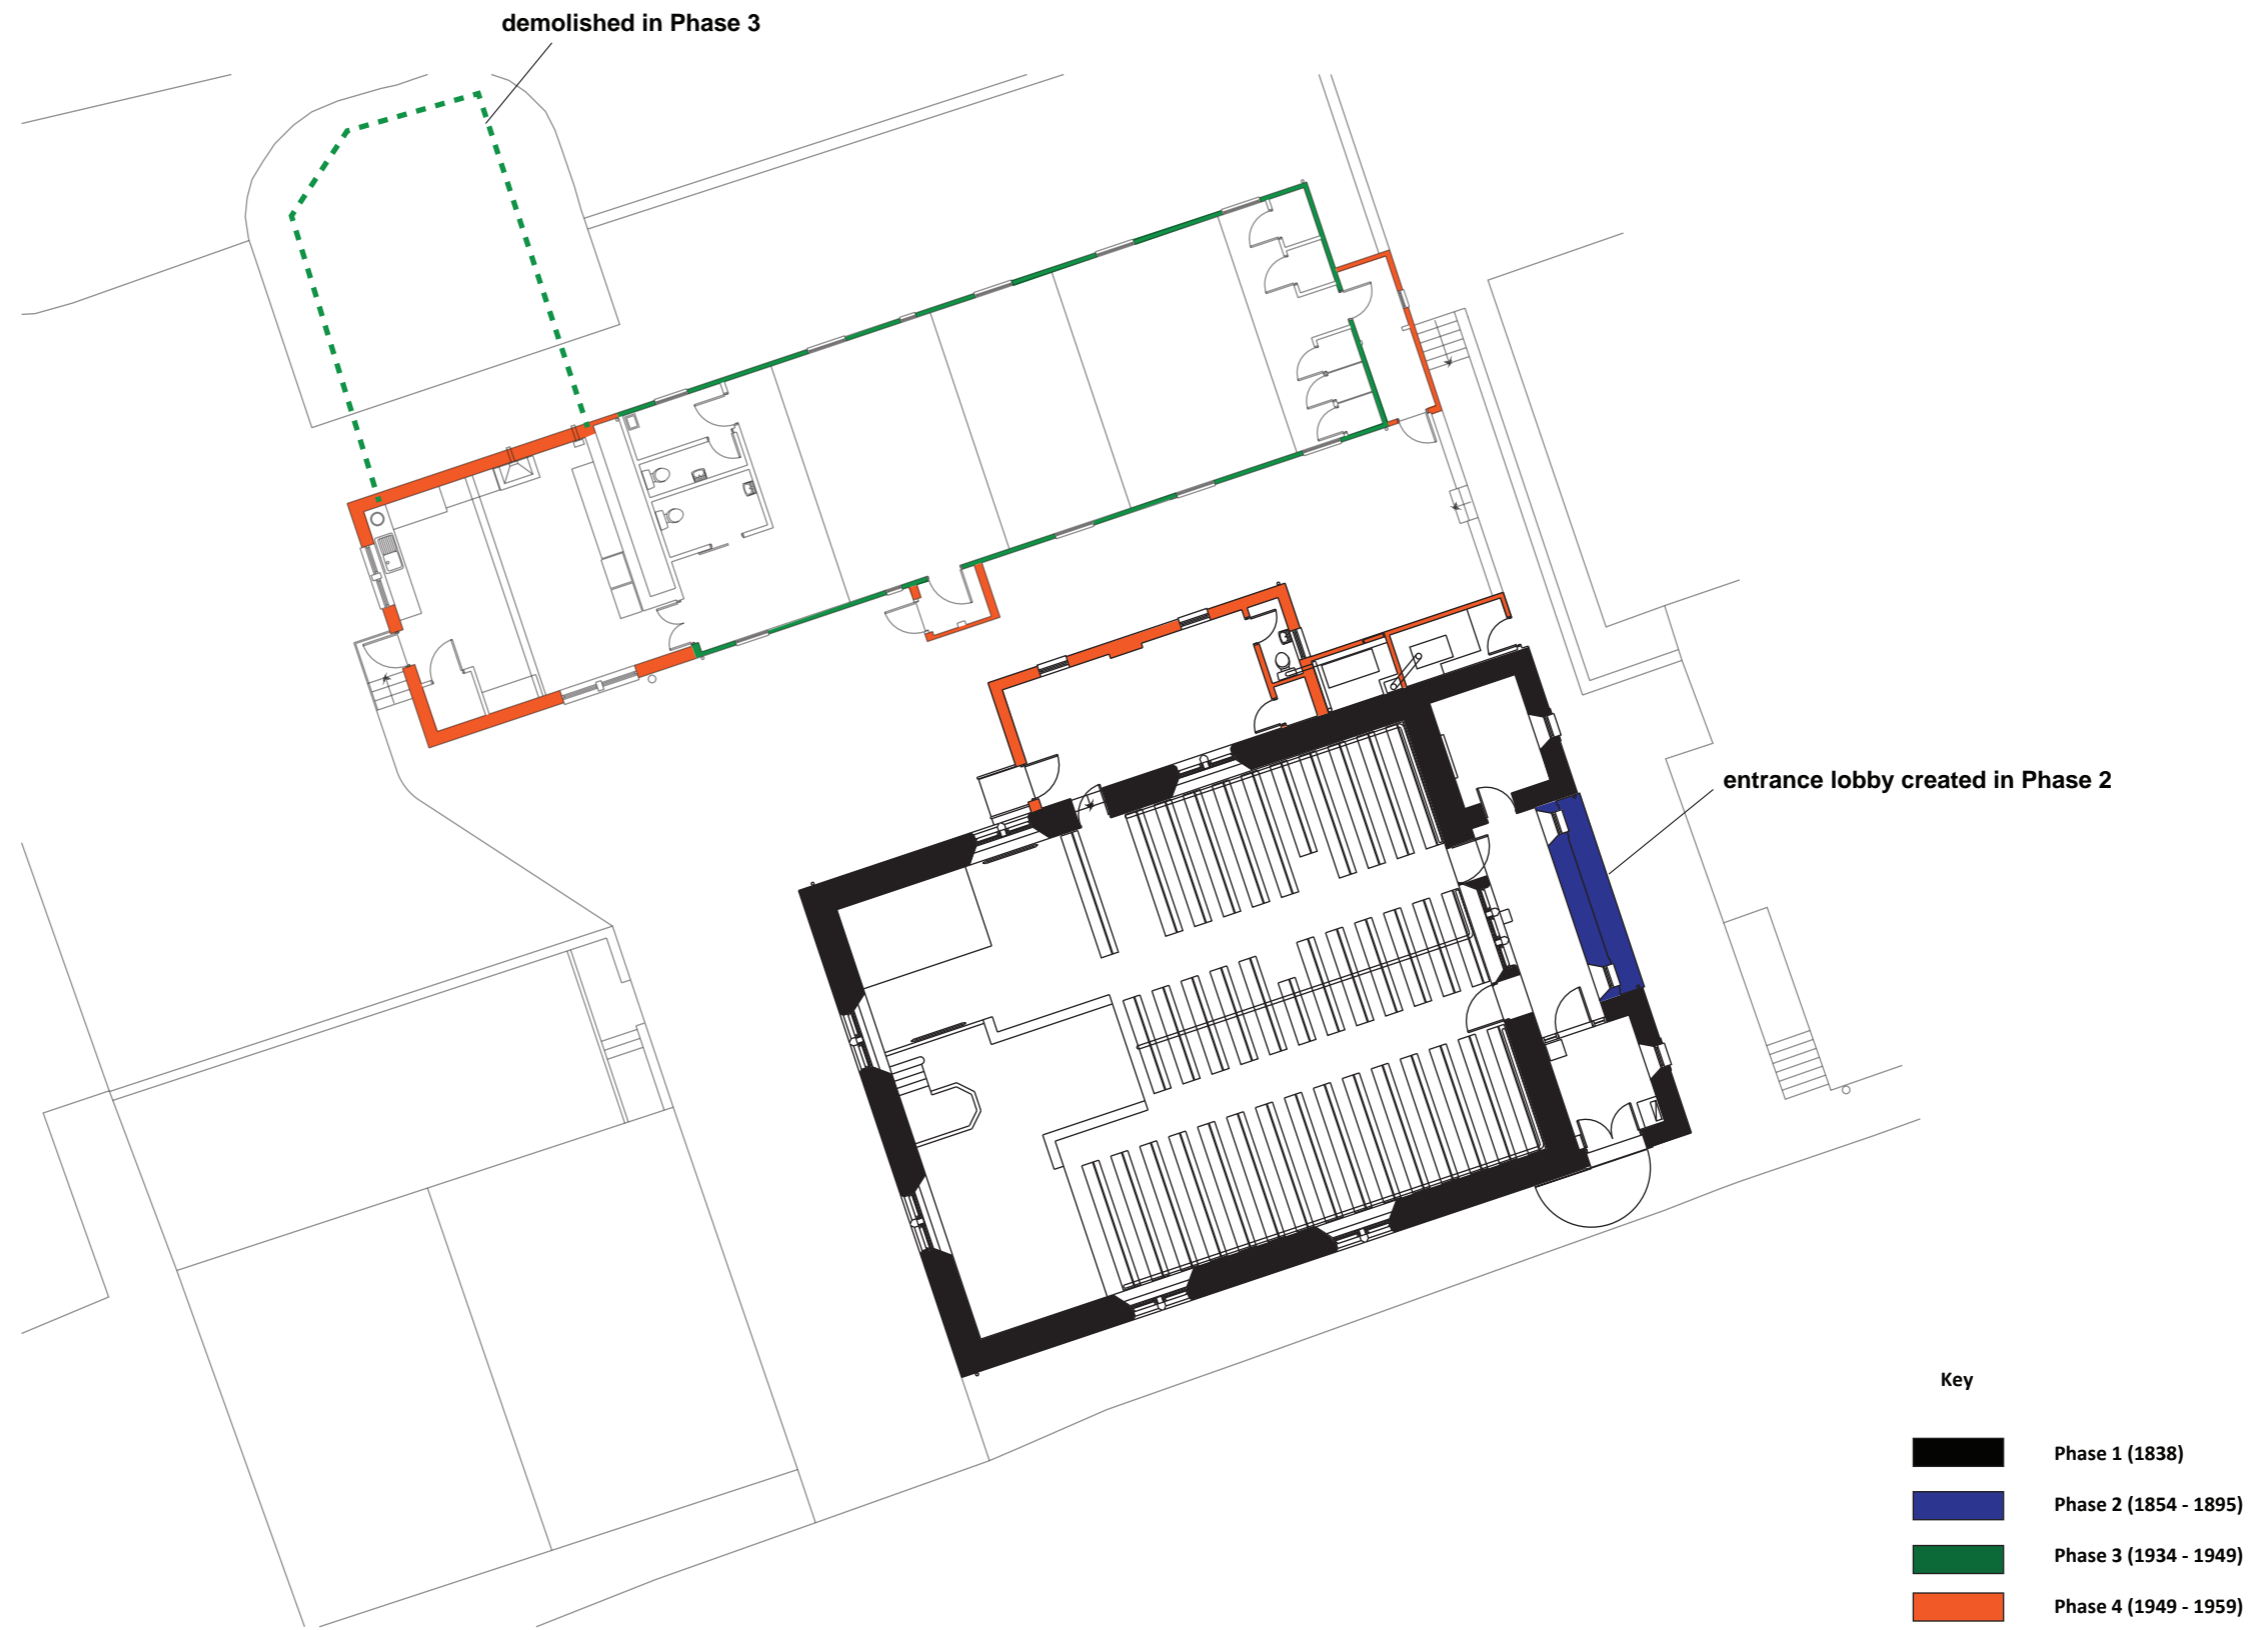 demolished in Phase 3
entrance lobby created in Phase 2
Key
Phase 1 (1838)
Phase 2 (1854 - 1895)
Phase 3 (1934 - 1949)
Phase 4 (1949 - 1959)